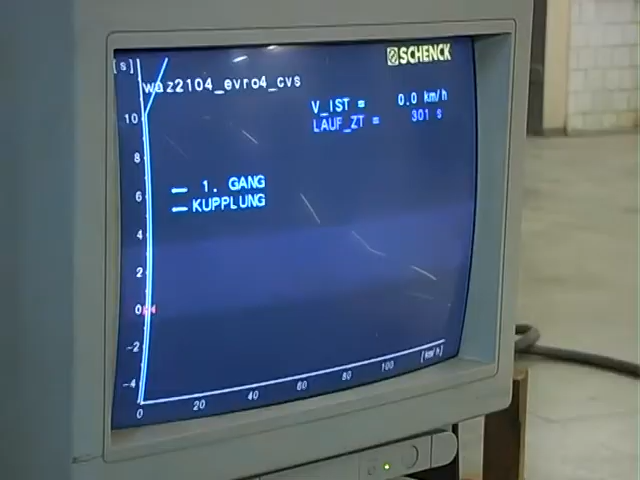 [s]
SCHENCK
waz2104_evro4_cvs
V_IST = 0.0 km/h
LAUF_ZT = 301 s
10
8
1. GANG
6
KUPPLUNG
4
2
0
-2
-4
0 20 40 60 80 100 [km/h]